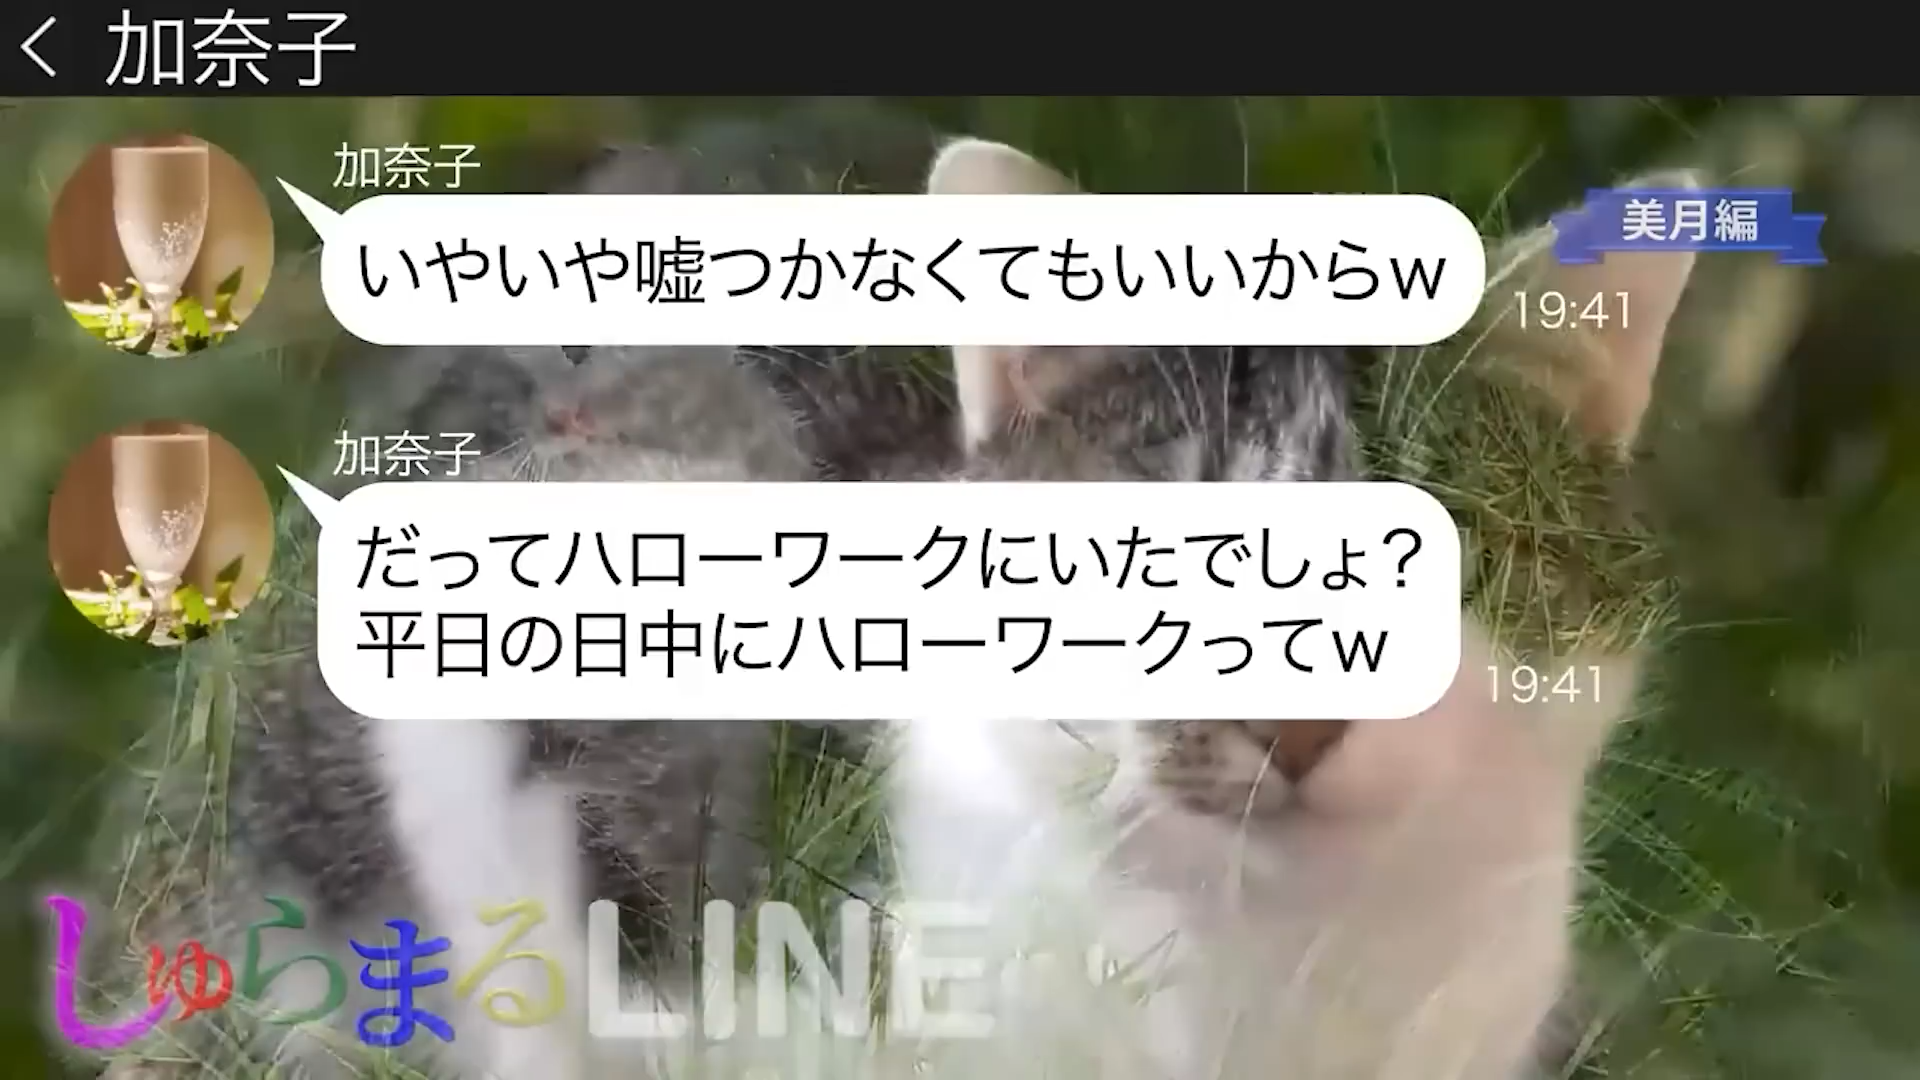 加奈子
加奈子
いやいや嘘つかなくてもいいからw
美月編
19:41
加奈子
だってハローワークにいたでしょ?
平日の日中にハローワークってw
19:41
しゅらまるLINE